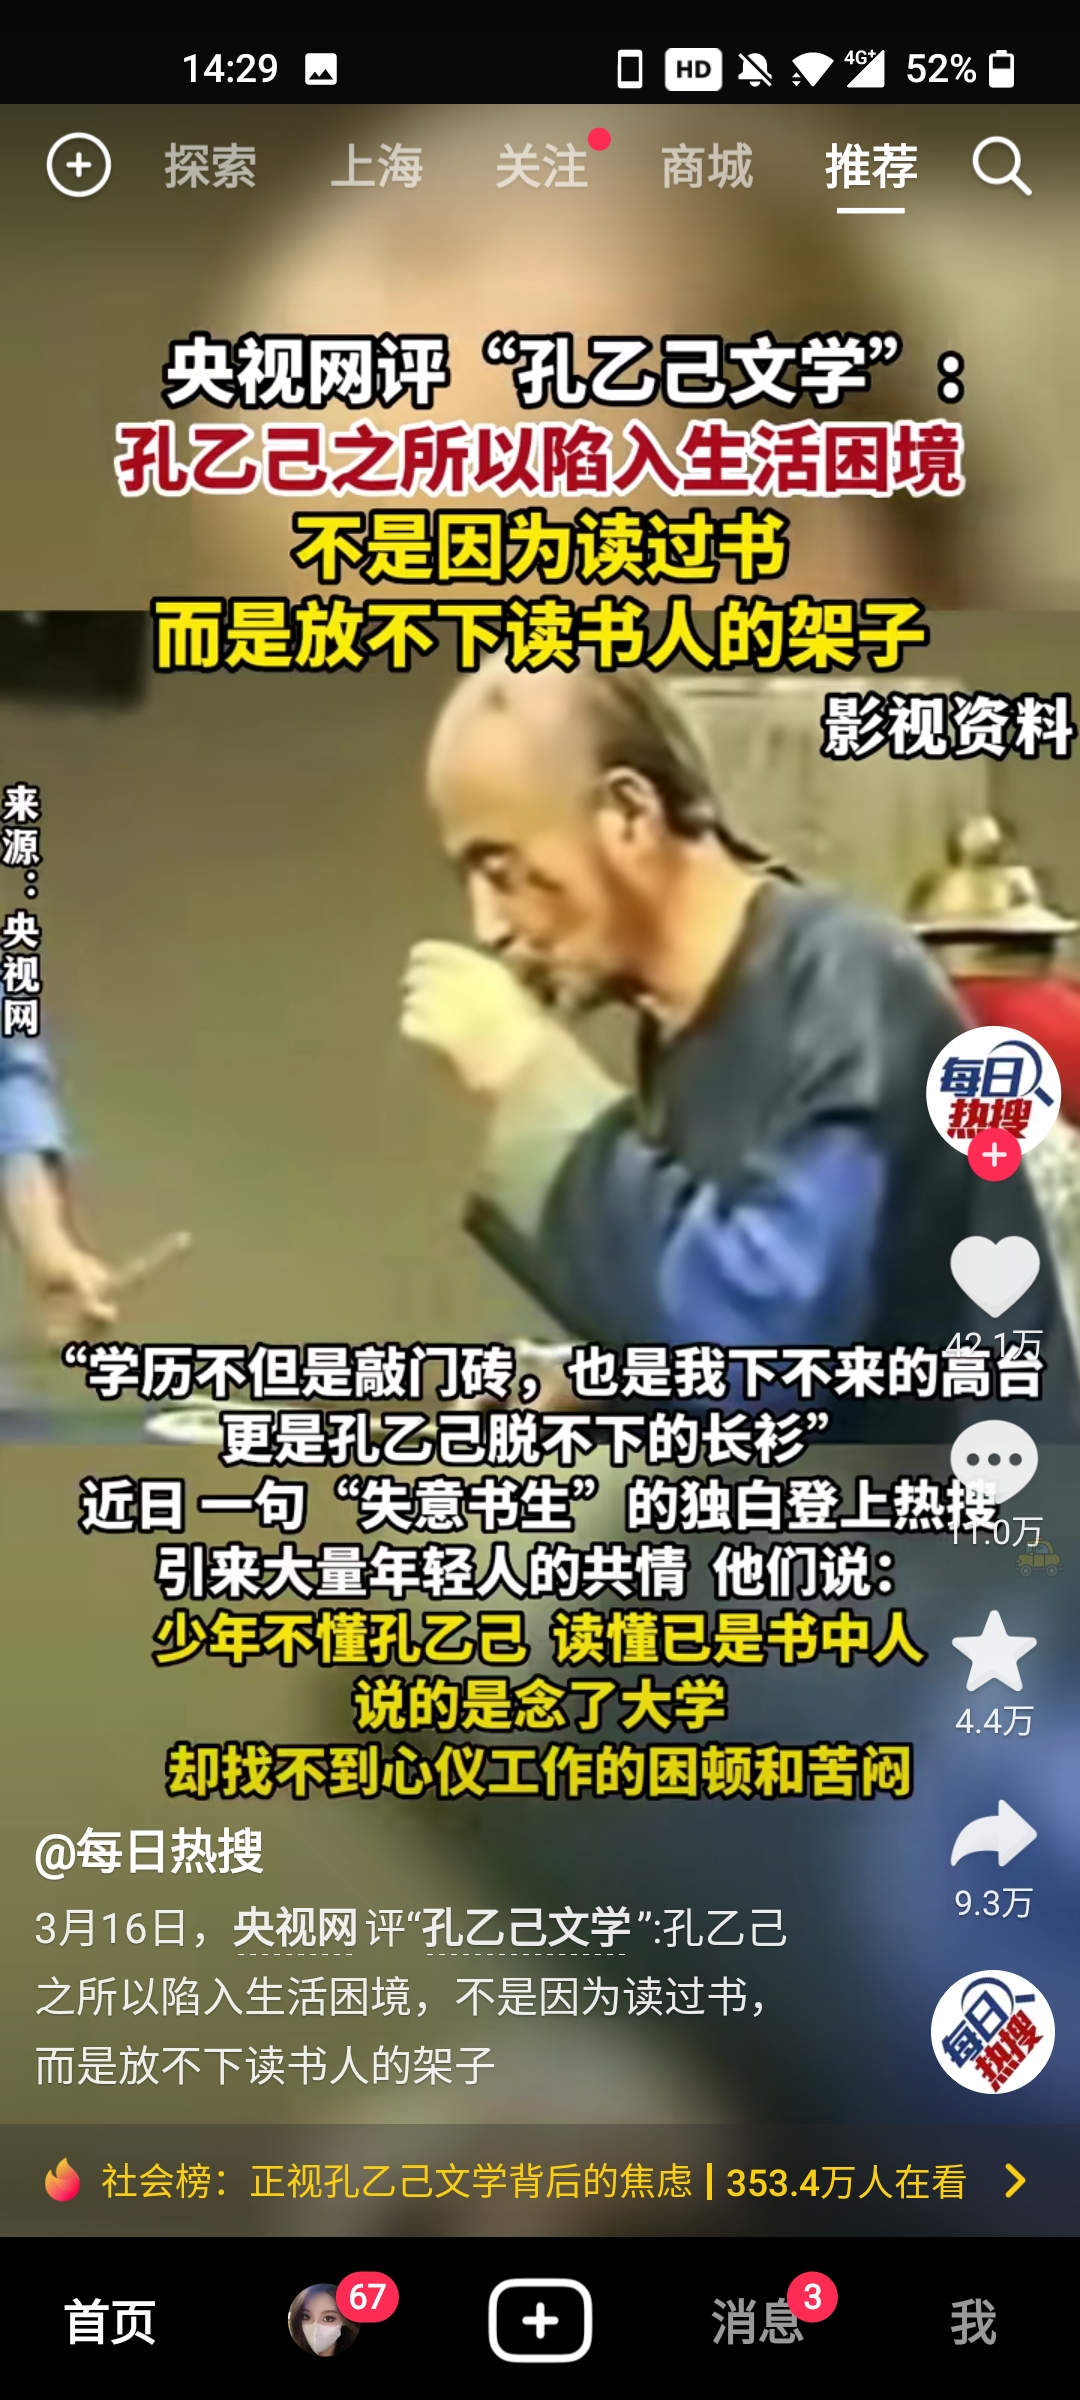 14:29
HD
4G+
52%
探索
上海
关注
商城
推荐
央视网评“孔乙己文学”：
孔乙己之所以陷入生活困境
不是因为读过书
而是放不下读书人的架子
影视资料
来源：央视网
每日热搜
42.1万
“学历不但是敲门砖，也是我下不来的高台
更是孔乙己脱不下的长衫”
近日 一句“失意书生”的独白登上热搜
11.0万
引来大量年轻人的共情 他们说：
少年不懂孔乙己 读懂已是书中人
说的是念了大学
4.4万
却找不到心仪工作的困顿和苦闷
@每日热搜
9.3万
3月16日，央视网 评“孔乙己文学”:孔乙己
之所以陷入生活困境，不是因为读过书，
而是放不下读书人的架子
每日热搜
社会榜：正视孔乙己文学背后的焦虑 | 353.4万人在看
首页
67
消息
3
我